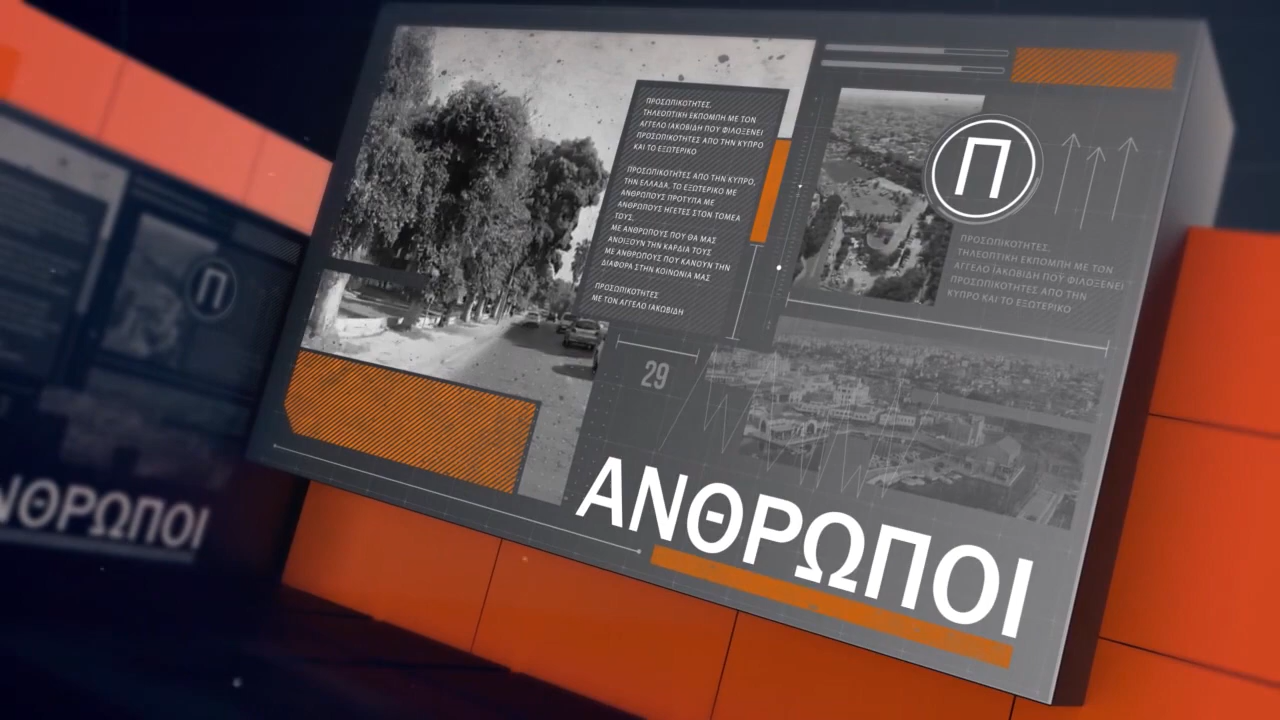 ΠΡΟΣΩΠΙΚΟΤΗΤΕΣ,
ΤΗΛΕΟΠΤΙΚΗ ΕΚΠΟΜΠΗ ΜΕ ΤΟΝ
ΑΓΓΕΛΟ ΙΑΚΩΒΙΔΗ ΠΟΥ ΦΙΛΟΞΕΝΕΙ
ΠΡΟΣΩΠΙΚΟΤΗΤΕΣ ΑΠΟ ΤΗΝ ΚΥΠΡΟ
ΚΑΙ ΤΟ ΕΞΩΤΕΡΙΚΟ
ΠΡΟΣΩΠΙΚΟΤΗΤΕΣ ΑΠΟ ΤΗΝ ΚΥΠΡΟ,
ΤΗΝ ΕΛΛΑΔΑ, ΤΟ ΕΞΩΤΕΡΙΚΟ ΜΕ
ΑΝΘΡΩΠΟΥΣ ΠΡΟΤΥΠΑ ΜΕ
ΑΝΘΡΩΠΟΥΣ ΗΓΕΤΕΣ ΣΤΟΝ ΤΟΜΕΑ
ΤΟΥΣ,
ΜΕ ΑΝΘΡΩΠΟΥΣ ΠΟΥ ΘΑ ΜΑΣ
ΑΝΟΙΞΟΥΝ ΤΗΝ ΚΑΡΔΙΑ ΤΟΥΣ
ΜΕ ΑΝΘΡΩΠΟΥΣ ΠΟΥ ΚΑΝΟΥΝ ΤΗΝ
ΔΙΑΦΟΡΑ ΣΤΗΝ ΚΟΙΝΩΝΙΑ ΜΑΣ
ΠΡΟΣΩΠΙΚΟΤΗΤΕΣ
ΜΕ ΤΟΝ ΑΓΓΕΛΟ ΙΑΚΩΒΙΔΗ
Π
ΠΡΟΣΩΠΙΚΟΤΗΤΕΣ,
ΤΗΛΕΟΠΤΙΚΗ ΕΚΠΟΜΠΗ ΜΕ ΤΟΝ
ΑΓΓΕΛΟ ΙΑΚΩΒΙΔΗ ΠΟΥ ΦΙΛΟΞΕΝΕΙ
ΠΡΟΣΩΠΙΚΟΤΗΤΕΣ ΑΠΟ ΤΗΝ
ΚΥΠΡΟ ΚΑΙ ΤΟ ΕΞΩΤΕΡΙΚΟ
29
ΑΝΘΡΩΠΟΙ
Π
ΝΘΡΩΠΟΙ